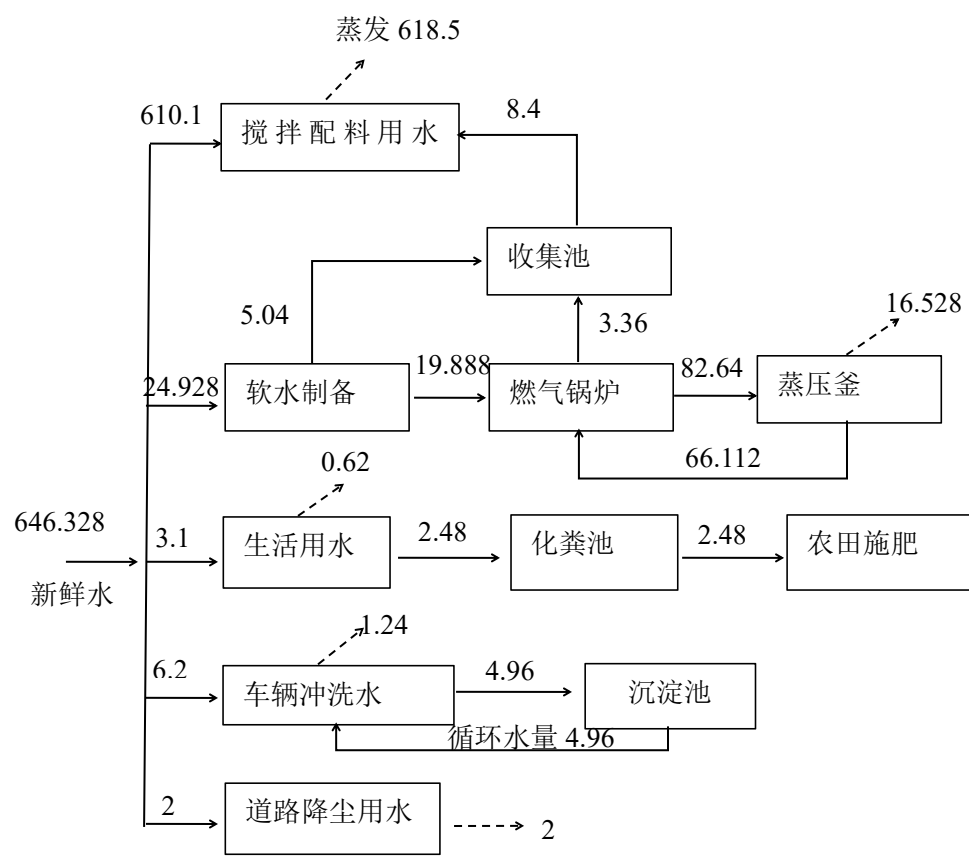 蒸发 618.5
610.1
搅拌配料用水
8.4
收集池
5.04
3.36
16.528
24.928
软水制备
19.888
燃气锅炉
82.64
蒸压釜
66.112
0.62
646.328
新鲜水
3.1
生活用水
2.48
化粪池
2.48
农田施肥
1.24
6.2
车辆冲洗水
4.96
沉淀池
循环水量 4.96
2
道路降尘用水
2